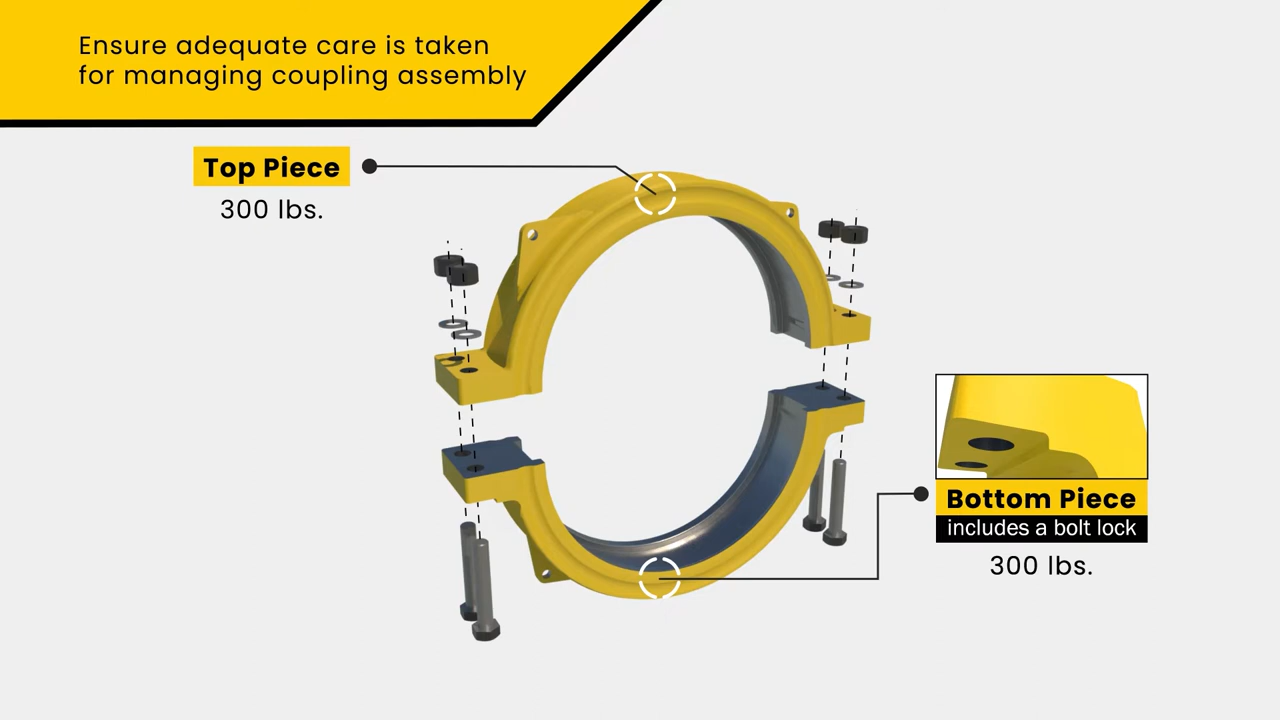 Ensure adequate care is taken
for managing coupling assembly
Top Piece
300 lbs.
Bottom Piece
includes a bolt lock
300 lbs.